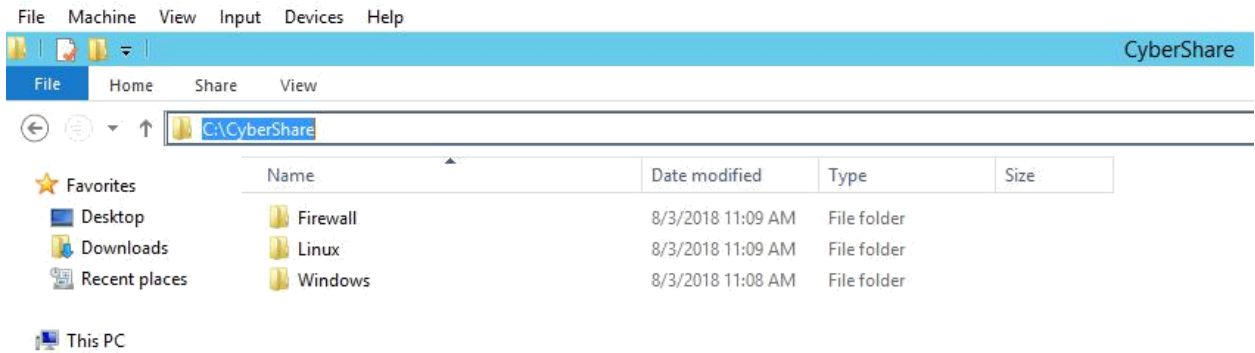 File Machine View Input Devices Help
CyberShare
File Home Share View
C:\CyberShare
Favorites
Desktop
Downloads
Recent places
This PC
Name Date modified Type Size
Firewall 8/3/2018 11:09 AM File folder
Linux 8/3/2018 11:09 AM File folder
Windows 8/3/2018 11:08 AM File folder